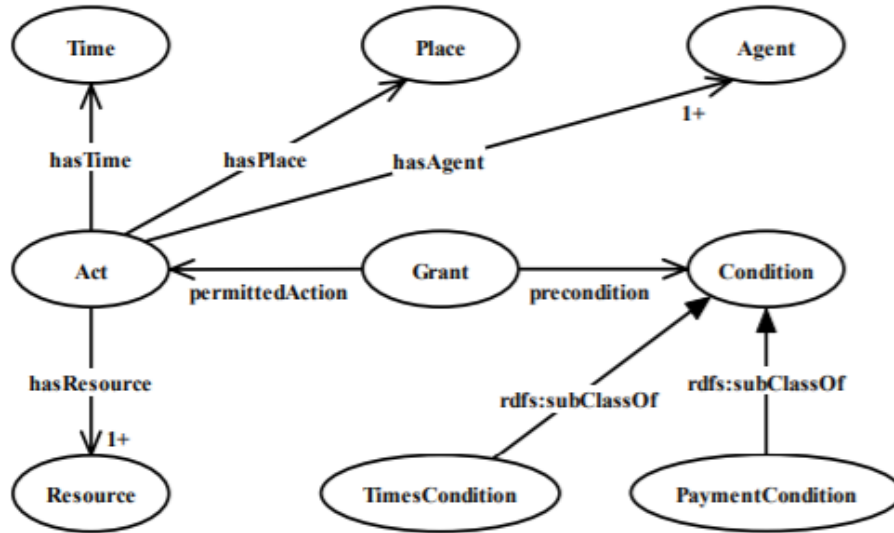 Time
Place
Agent
1+
hasTime
hasPlace
hasAgent
Act
Grant
Condition
permittedAction
precondition
hasResource
rdfs:subClassOf
rdfs:subClassOf
1+
Resource
TimesCondition
PaymentCondition